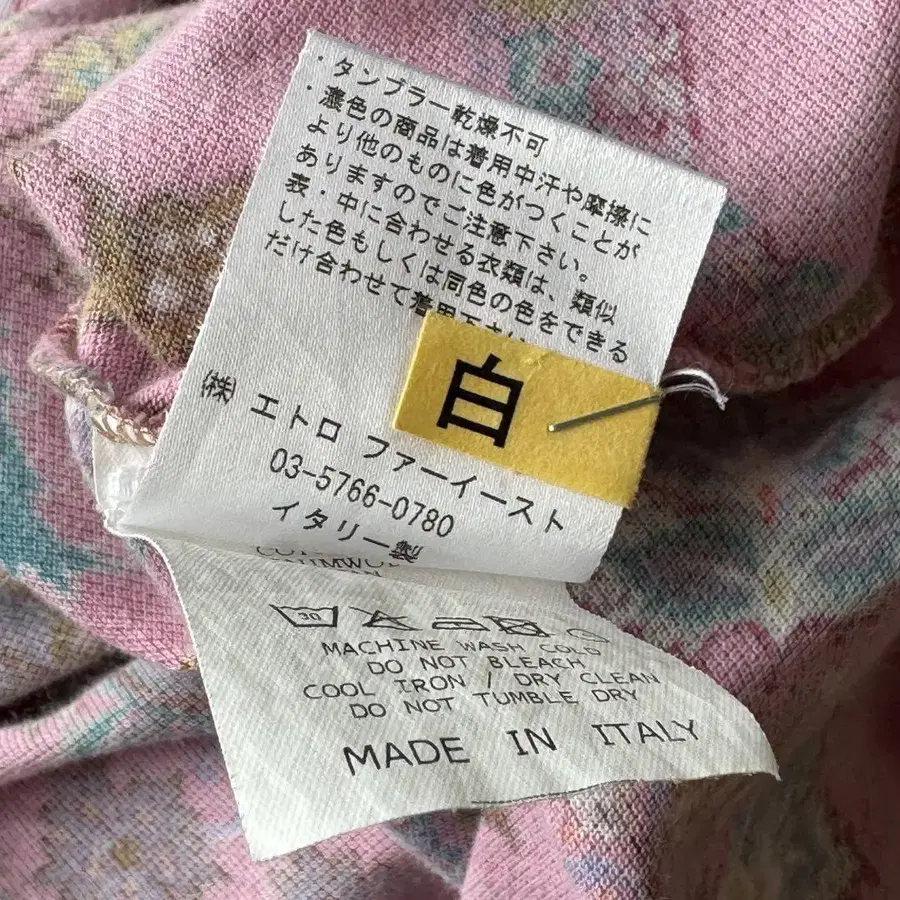 ・タンブラー乾燥不可
・濃色の商品は着用中汗や摩擦に
より他のものに色がつくことが
ありますのでご注意下さい。
表・中に合わせる衣類は、類似
した色もしくは同色の色をできる
だけ合わせて着用下さい。
白
㈱ エトロ ファーイースト
03-5766-0780
イタリー製
30
MACHINE WASH COLD
DO NOT BLEACH
COOL IRON / DRY CLEAN
DO NOT TUMBLE DRY
MADE IN ITALY